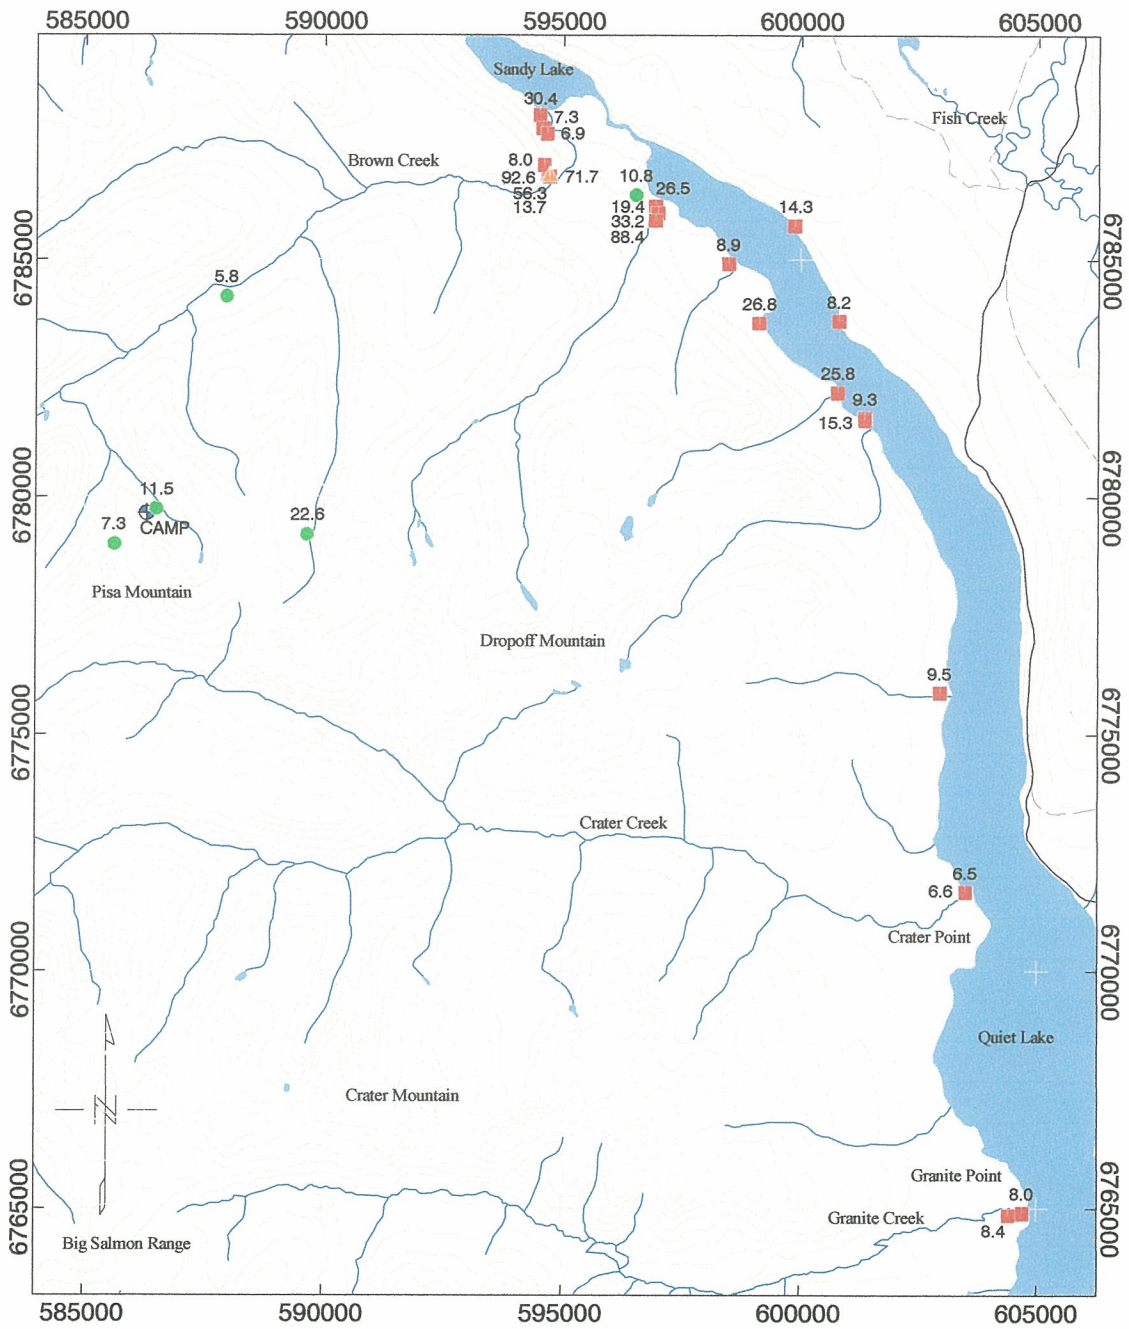 585000 590000 595000 600000 605000
Sandy Lake
30.4
7.3
6.9
Fish Creek
Brown Creek
8.0
92.6 71.7
56.3
13.7
10.8
26.5
19.4
33.2
88.4
14.3
6785000
6785000
8.9
5.8
26.8
8.2
25.8
9.3
15.3
6780000
6780000
11.5
CAMP
7.3
22.6
Pisa Mountain
Dropoff Mountain
9.5
6775000
6775000
Crater Creek
6.5
6.6
Crater Point
6770000
6770000
Quiet Lake
Crater Mountain
N
Granite Point
8.0
Granite Creek
8.4
6765000
6765000
Big Salmon Range
585000 590000 595000 600000 605000